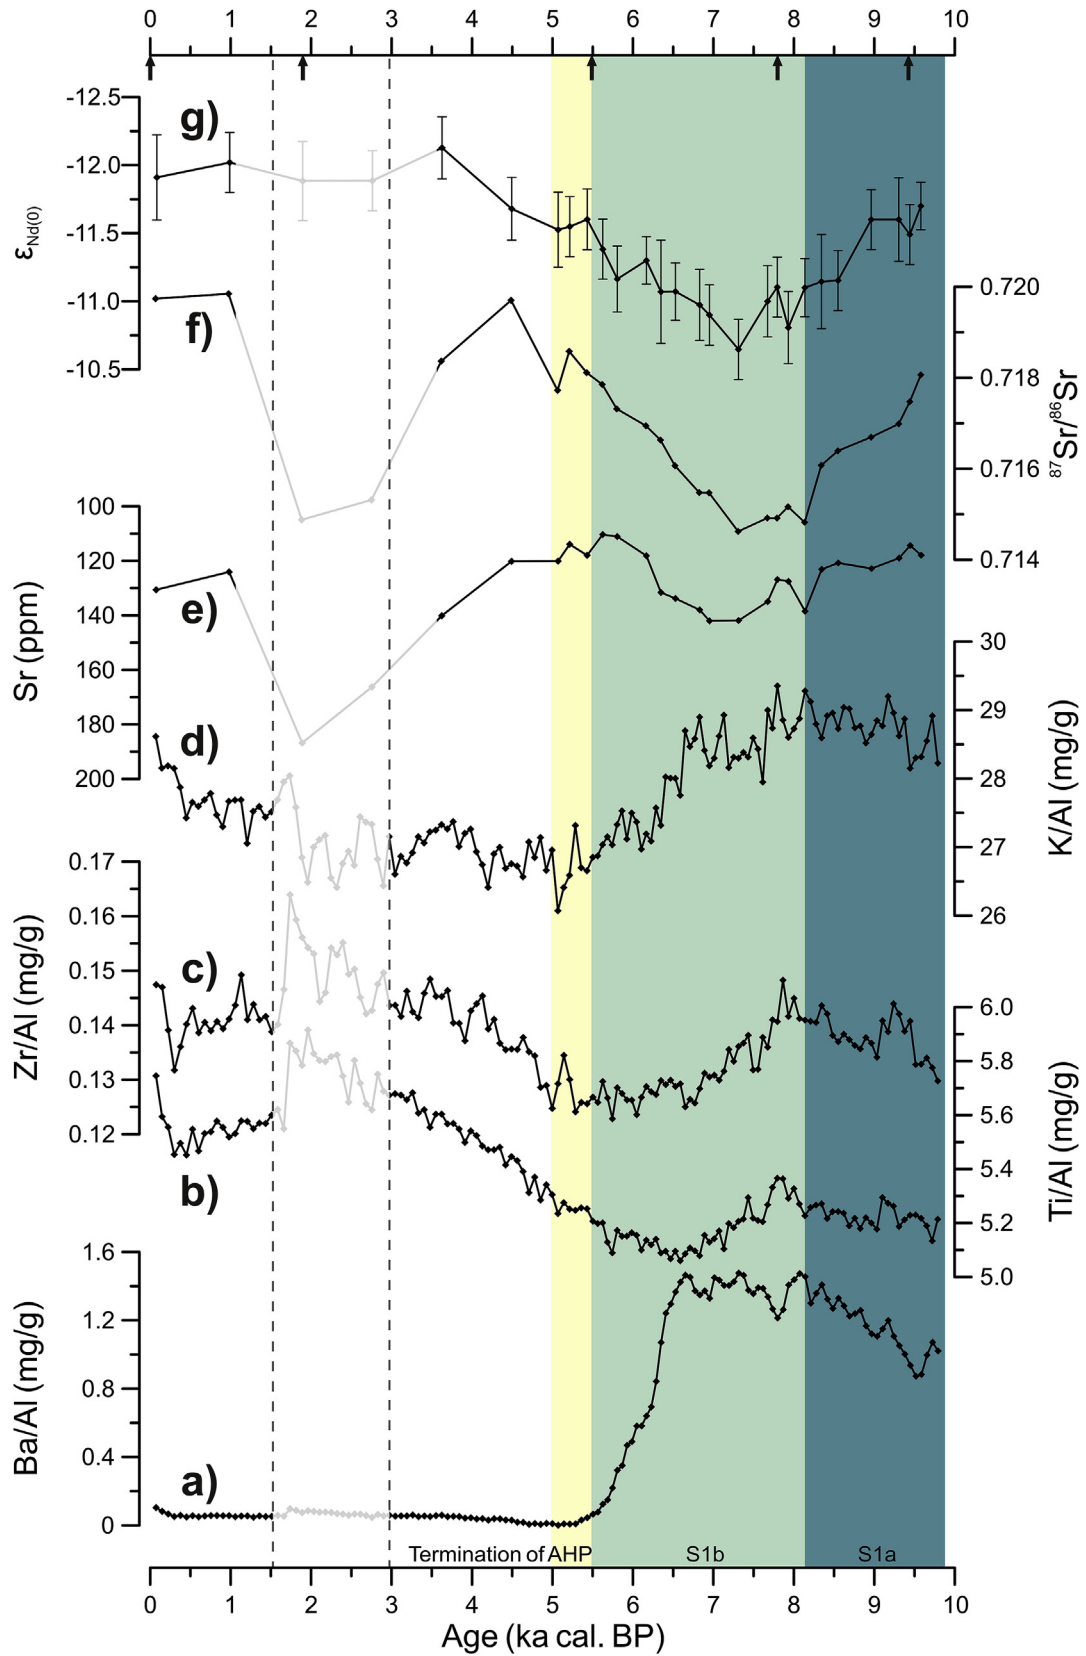 0 1 2 3 4 5 6 7 8 9 10
g)
-12.5
-12.0
-11.5
-11.0
-10.5
εNd(0)
f)
0.720
0.718
0.716
0.714
87Sr/86Sr
e)
100
120
140
160
180
200
Sr (ppm)
d)
30
29
28
27
26
K/Al (mg/g)
c)
0.17
0.16
0.15
0.14
0.13
0.12
Zr/Al (mg/g)
b)
6.0
5.8
5.6
5.4
5.2
5.0
Ti/Al (mg/g)
a)
1.6
1.2
0.8
0.4
0
Ba/Al (mg/g)
Termination of AHP S1b S1a
0 1 2 3 4 5 6 7 8 9 10
Age (ka cal. BP)